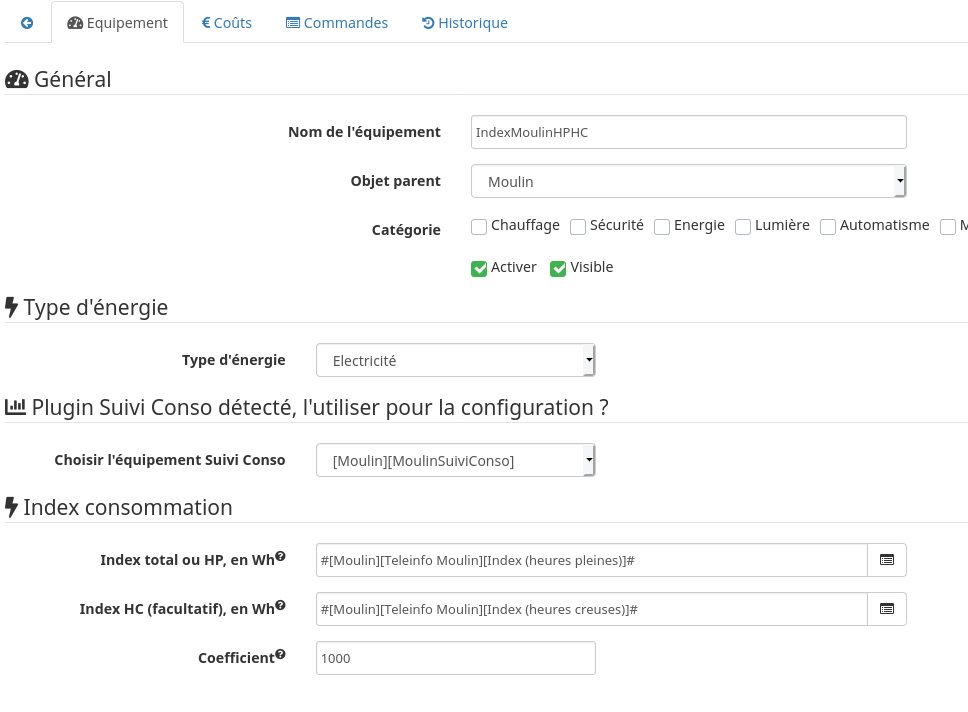 Equipement € Coûts Commandes Historique
Général
Nom de l'équipement IndexMoulinHPHC
Objet parent Moulin
Catégorie Chauffage Sécurité Energie Lumière Automatisme M
Activer Visible
Type d'énergie
Type d'énergie Electricité
Plugin Suivi Conso détecté, l'utiliser pour la configuration ?
Choisir l'équipement Suivi Conso [Moulin][MoulinSuiviConso]
Index consommation
Index total ou HP, en Wh? #[Moulin][Teleinfo Moulin][Index (heures pleines)]#
Index HC (facultatif), en Wh? #[Moulin][Teleinfo Moulin][Index (heures creuses)]#
Coefficient? 1000